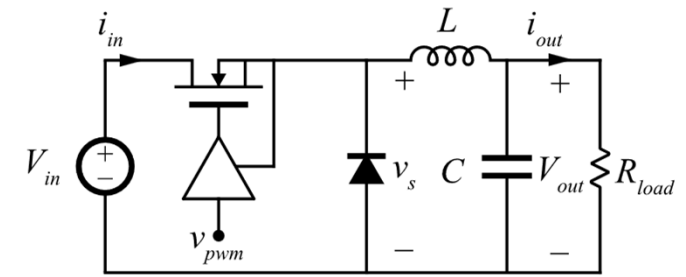 i_in
L
i_out
+
+
V_in
+
−
v_s
C
V_out
R_load
v_pwm
−
−